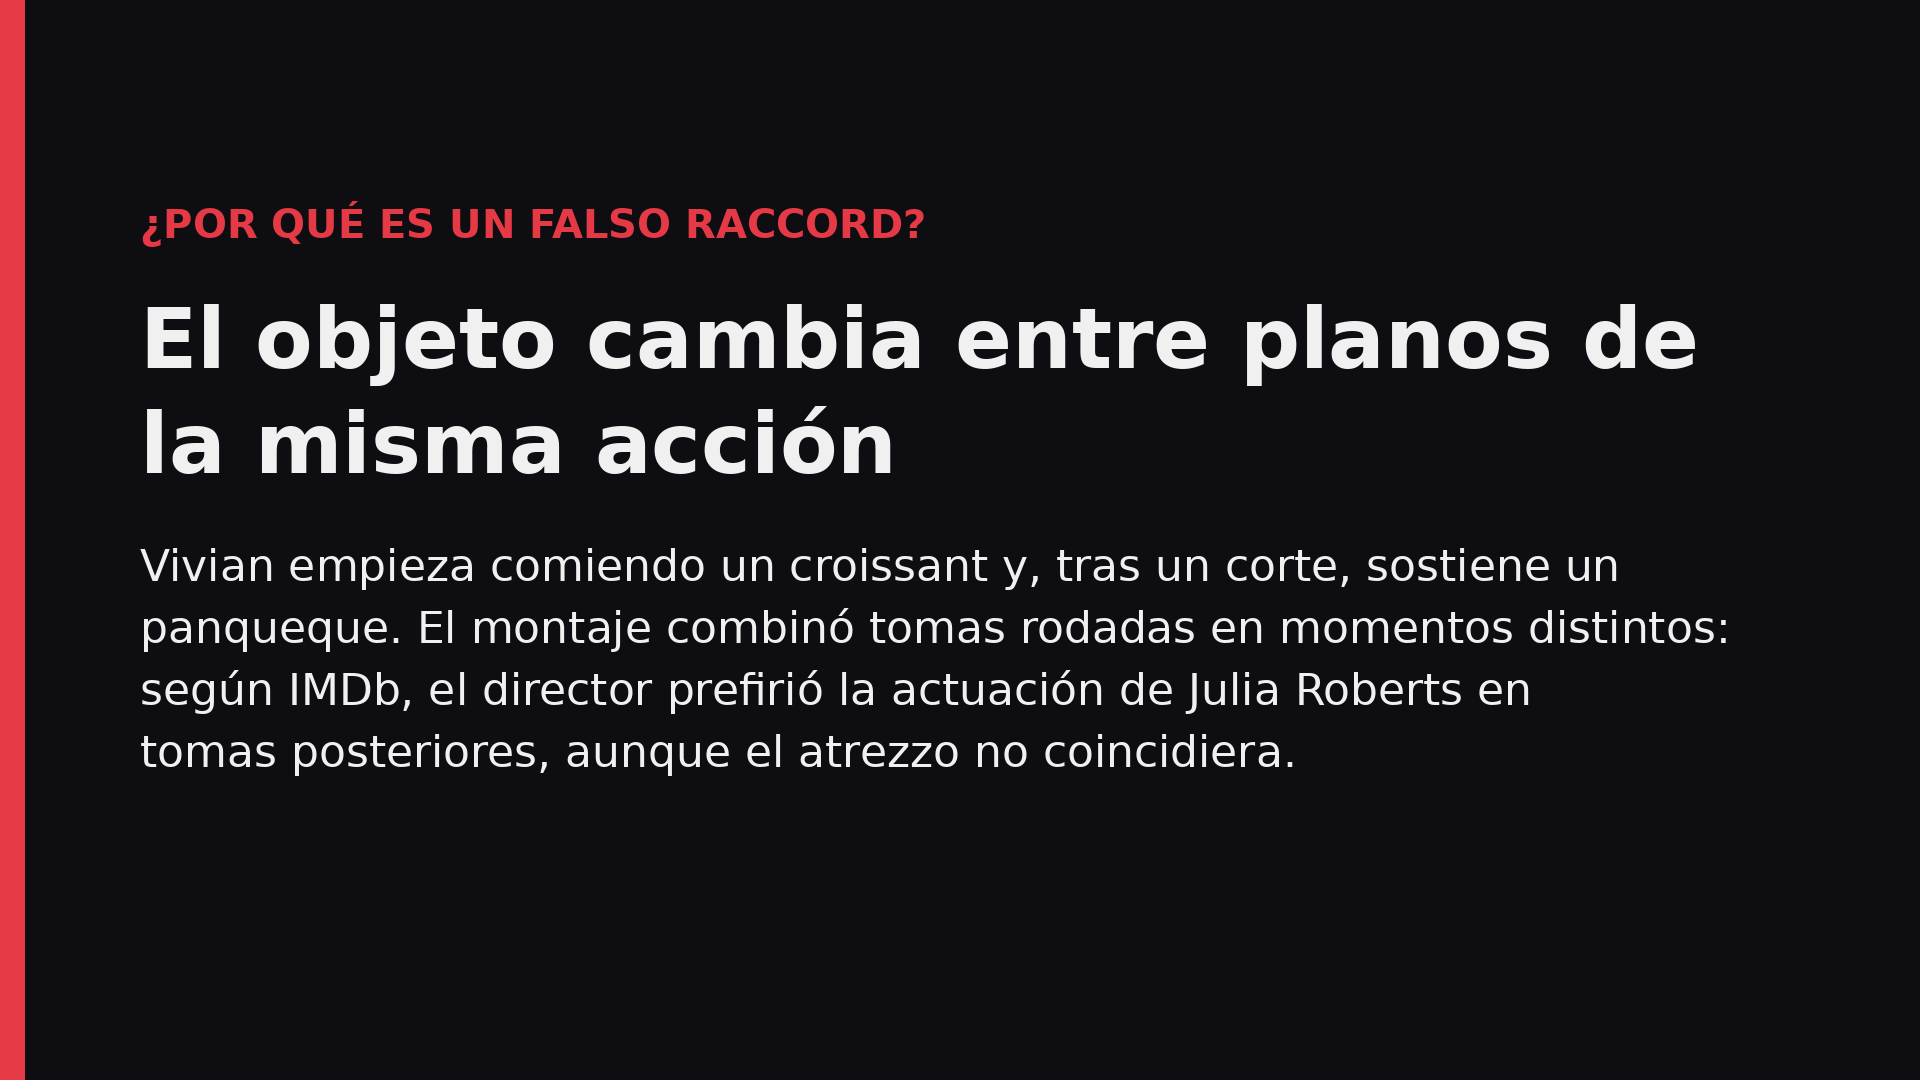 ¿POR QUÉ ES UN FALSO RACCORD?
El objeto cambia entre planos de
la misma acción
Vivian empieza comiendo un croissant y, tras un corte, sostiene un
panqueque. El montaje combinó tomas rodadas en momentos distintos:
según IMDb, el director prefirió la actuación de Julia Roberts en
tomas posteriores, aunque el atrezzo no coincidiera.